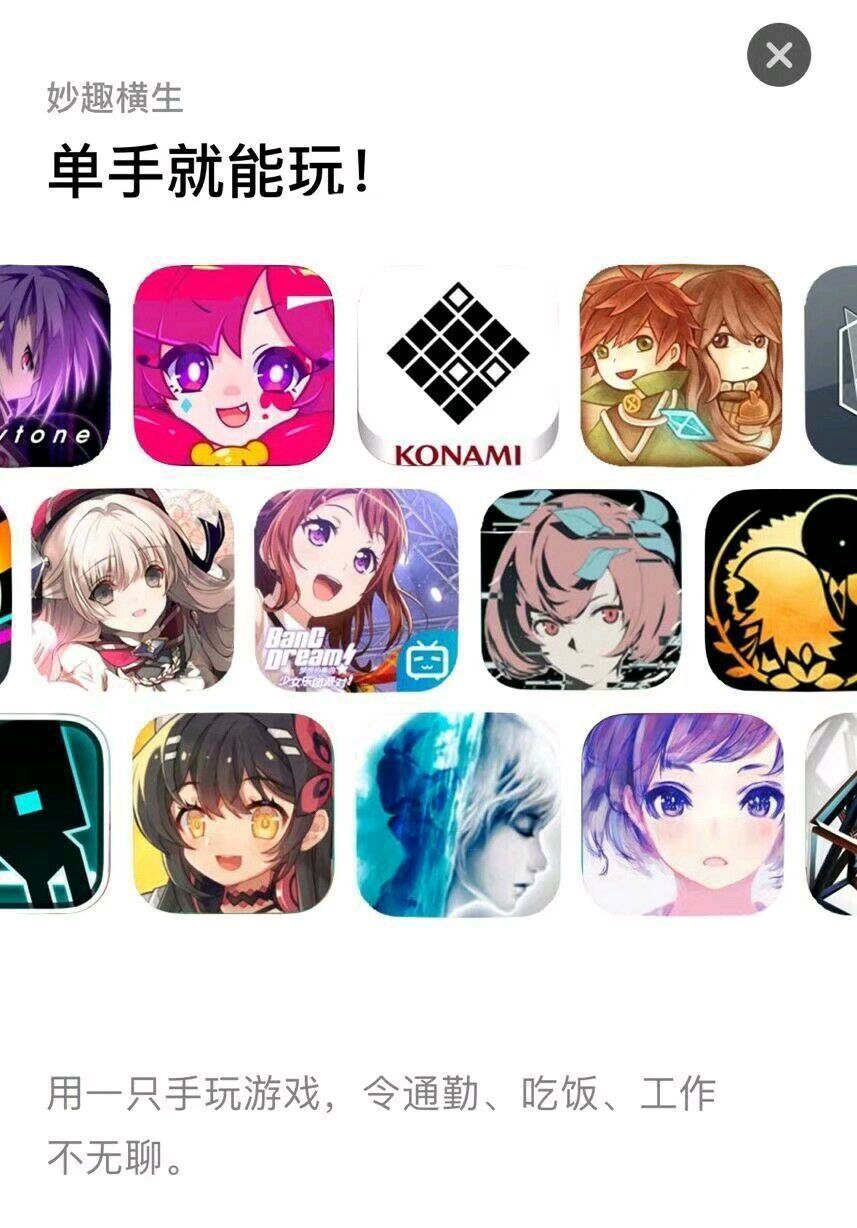 妙趣横生
单手就能玩！
ytone
KONAMI
BanG
Dream!
少女乐团派对!
用一只手玩游戏，令通勤、吃饭、工作
不无聊。